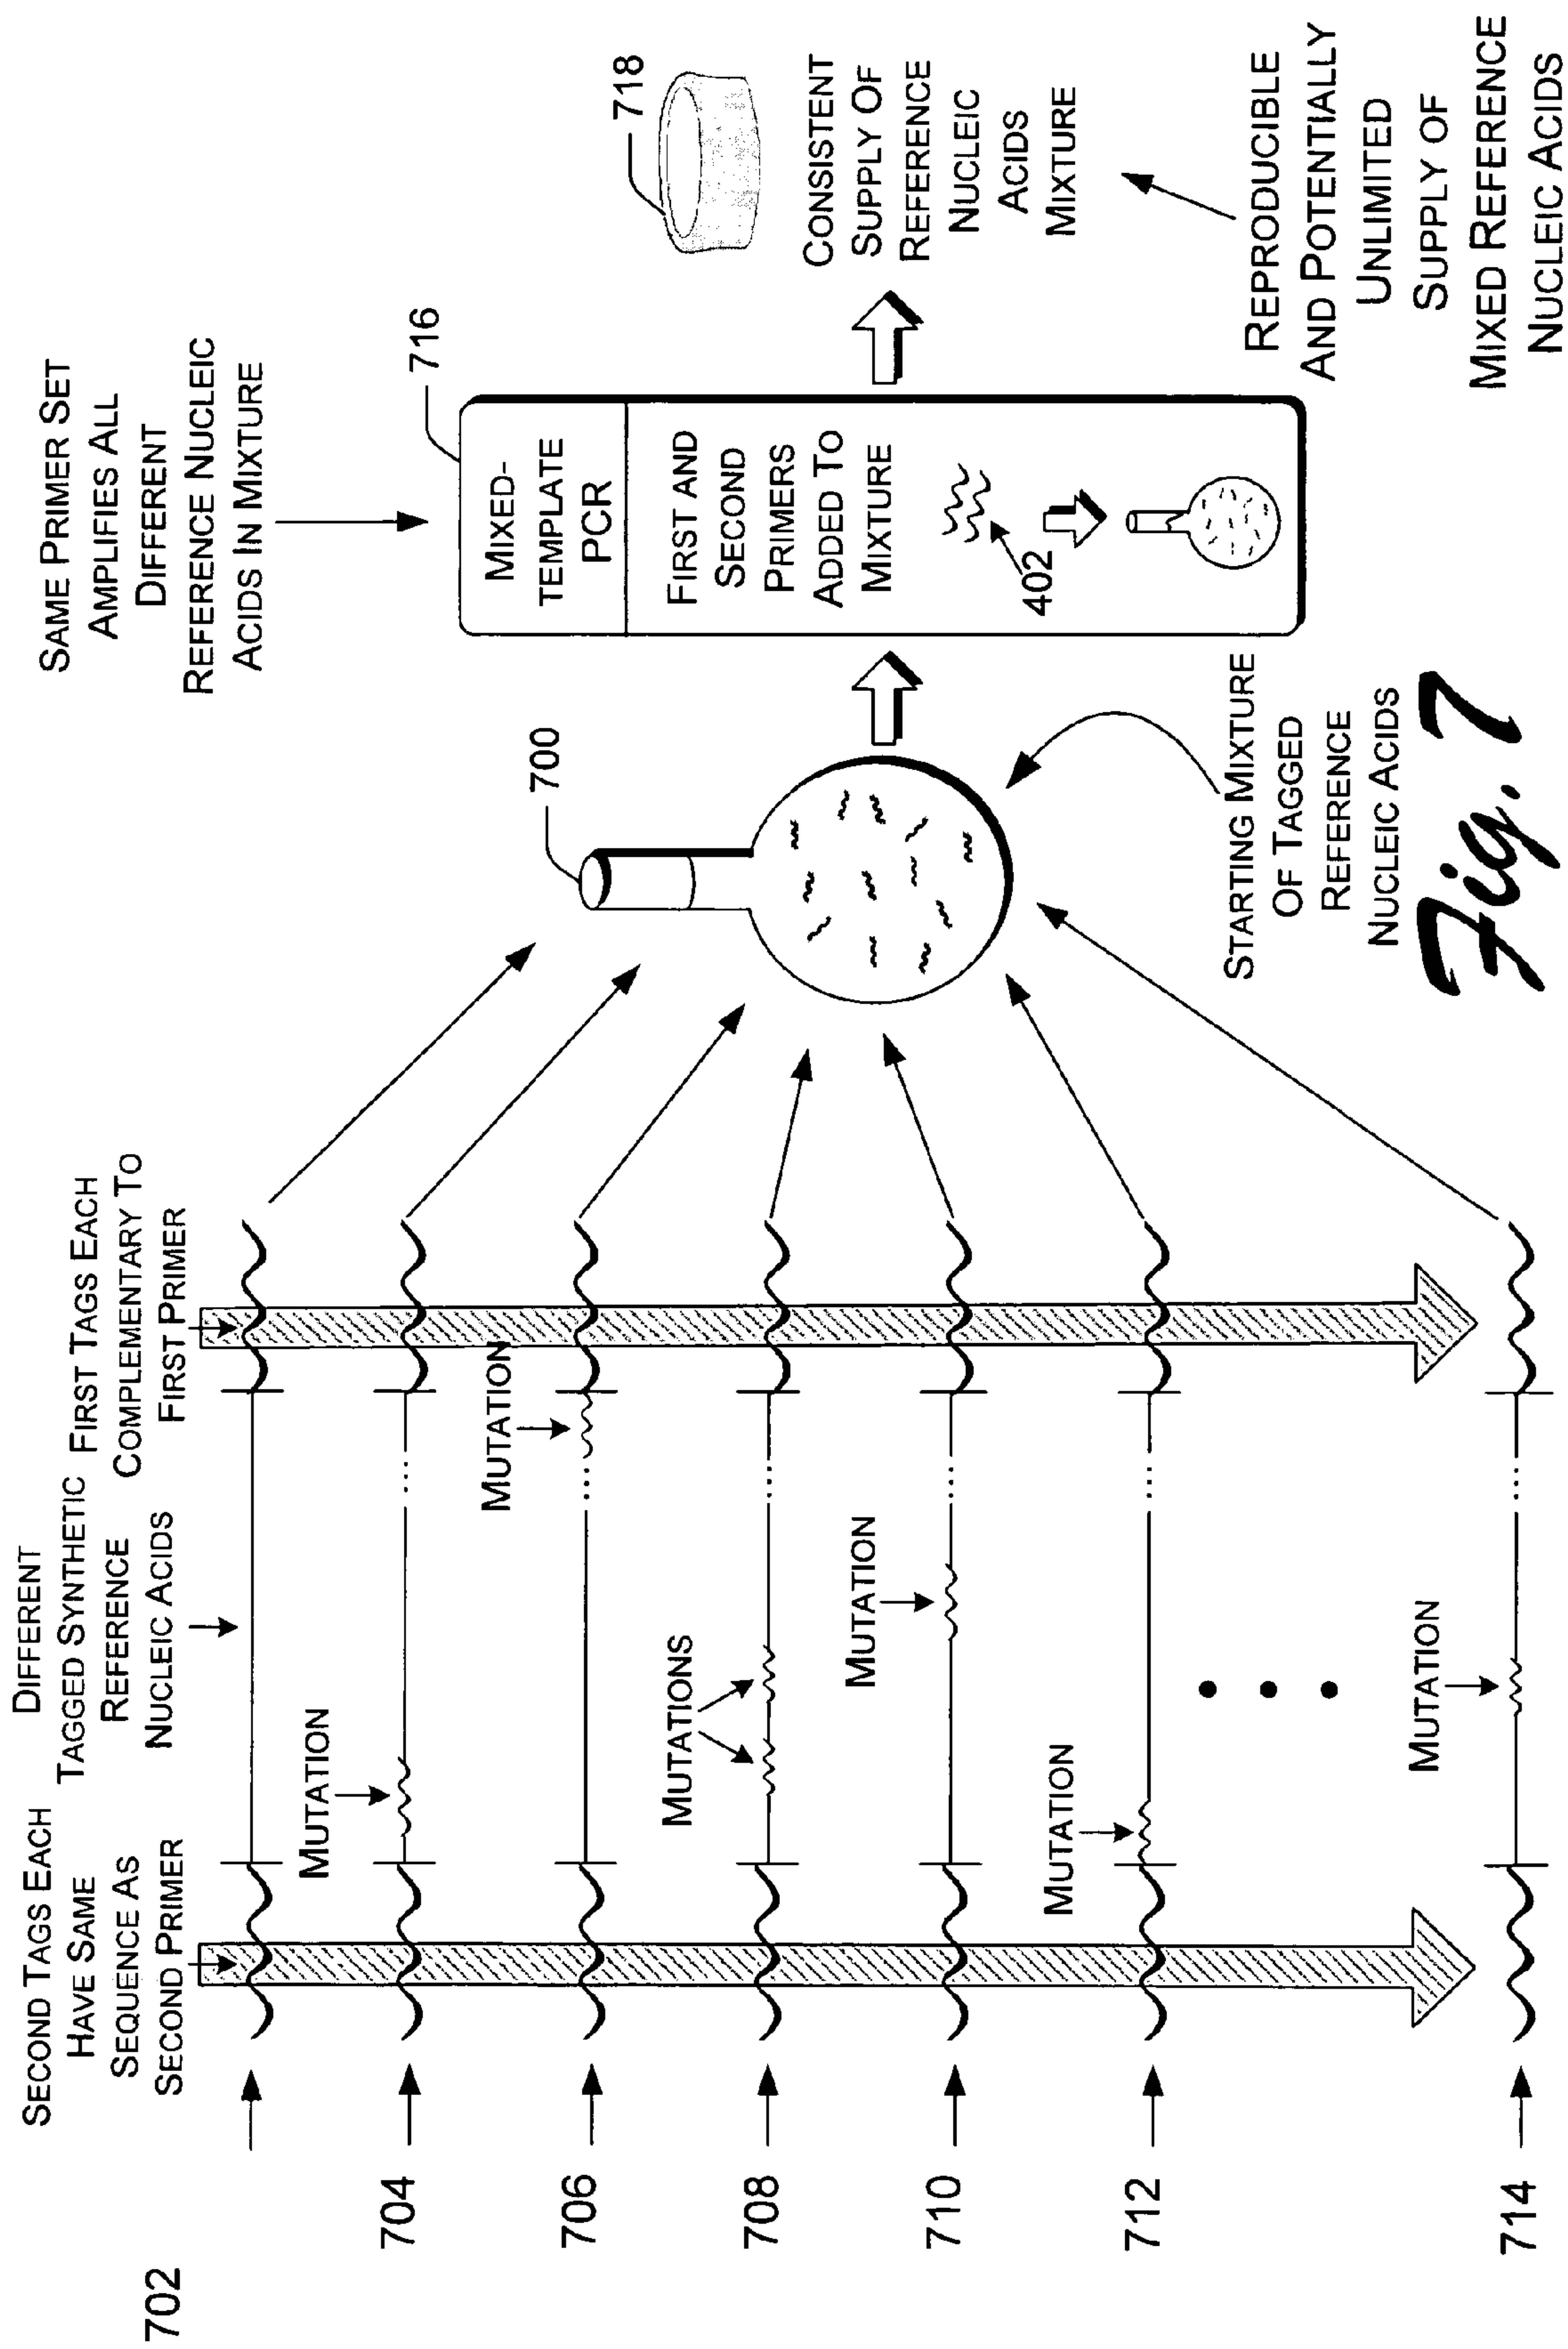 SECOND TAGS EACH
HAVE SAME
SEQUENCE AS
SECOND PRIMER
DIFFERENT
TAGGED SYNTHETIC
REFERENCE
NUCLEIC ACIDS
FIRST TAGS EACH
COMPLEMENTARY TO
FIRST PRIMER
SAME PRIMER SET
AMPLIFIES ALL
DIFFERENT
REFERENCE NUCLEIC
ACIDS IN MIXTURE
702
704
MUTATION
706
MUTATION
708
MUTATIONS
710
MUTATION
712
MUTATION
714
MUTATION
700
STARTING MIXTURE
OF TAGGED
REFERENCE
NUCLEIC ACIDS
716
MIXED-
TEMPLATE
PCR
FIRST AND
SECOND
PRIMERS
ADDED TO
MIXTURE
402
718
CONSISTENT
SUPPLY OF
REFERENCE
NUCLEIC
ACIDS
MIXTURE
REPRODUCIBLE
AND POTENTIALLY
UNLIMITED
SUPPLY OF
MIXED REFERENCE
NUCLEIC ACIDS
Fig. 7